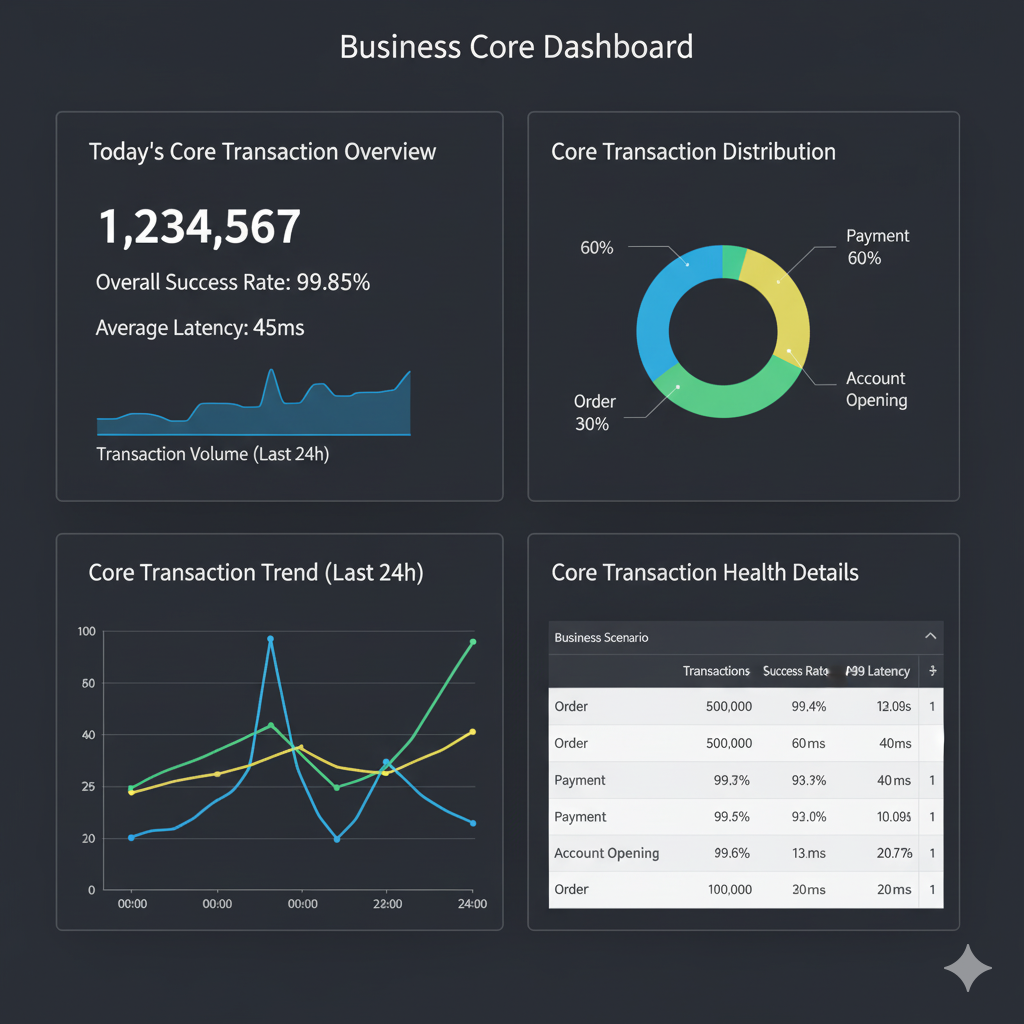 Business Core Dashboard
Today's Core Transaction Overview
1,234,567
Overall Success Rate: 99.85%
Average Latency: 45ms
Transaction Volume (Last 24h)
Core Transaction Distribution
60%
Payment
60%
Account
Opening
Order
30%
Core Transaction Trend (Last 24h)
100
50
40
25
20
0
00:00 00:00 00:00 22:00 24:00
Core Transaction Health Details
Business Scenario
Transactions Success Rate Latency
Order 500,000 99.4% 12.09s 1
Order 500,000 60ms 40ms 1
Payment 99.3% 93.3% 40ms 1
Payment 99.5% 93.0% 10.09s 1
Account Opening 99.6% 13.ms 20.7% 1
Order 100,000 30ms 20ms 1